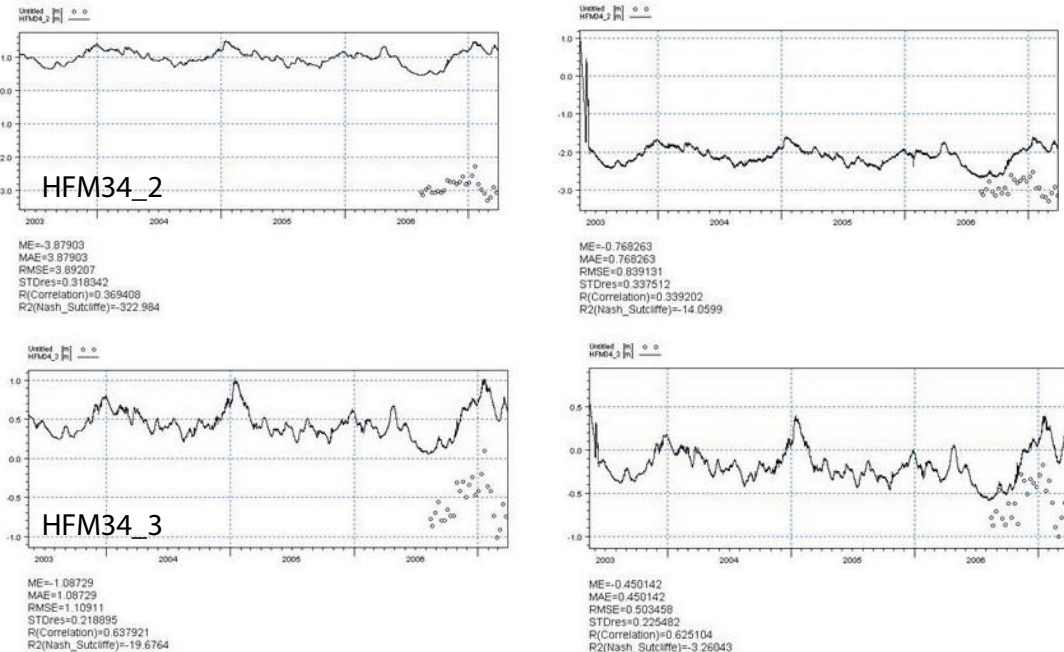 Untitled [m]
HFM34_2 [m]
1.0
0.0
-1.0
2.0
3.0
HFM34_2
2003 2004 2005 2006
ME=-3.87903
MAE=3.87903
RMSE=3.89207
STDres=0.318342
R(Correlation)=0.369408
R2(Nash_Sutcliffe)=-322.984
Untitled [m]
HFM34_2 [m]
1.0
0.0
-1.0
-2.0
-3.0
2003 2004 2005 2006
ME=-0.768263
MAE=0.768263
RMSE=0.839131
STDres=0.337512
R(Correlation)=0.339202
R2(Nash_Sutcliffe)=-14.0599
Untitled [m]
HFM34_3 [m]
1.0
0.5
0.0
-0.5
-1.0
HFM34_3
2003 2004 2005 2006
ME=-1.08729
MAE=1.08729
RMSE=1.10911
STDres=0.218895
R(Correlation)=0.637921
R2(Nash_Sutcliffe)=-19.6764
Untitled [m]
HFM34_3 [m]
0.5
0.0
-0.5
-1.0
2003 2004 2005 2006
ME=-0.450142
MAE=0.450142
RMSE=0.503458
STDres=0.225482
R(Correlation)=0.625104
R2(Nash_Sutcliffe)=-3.26043